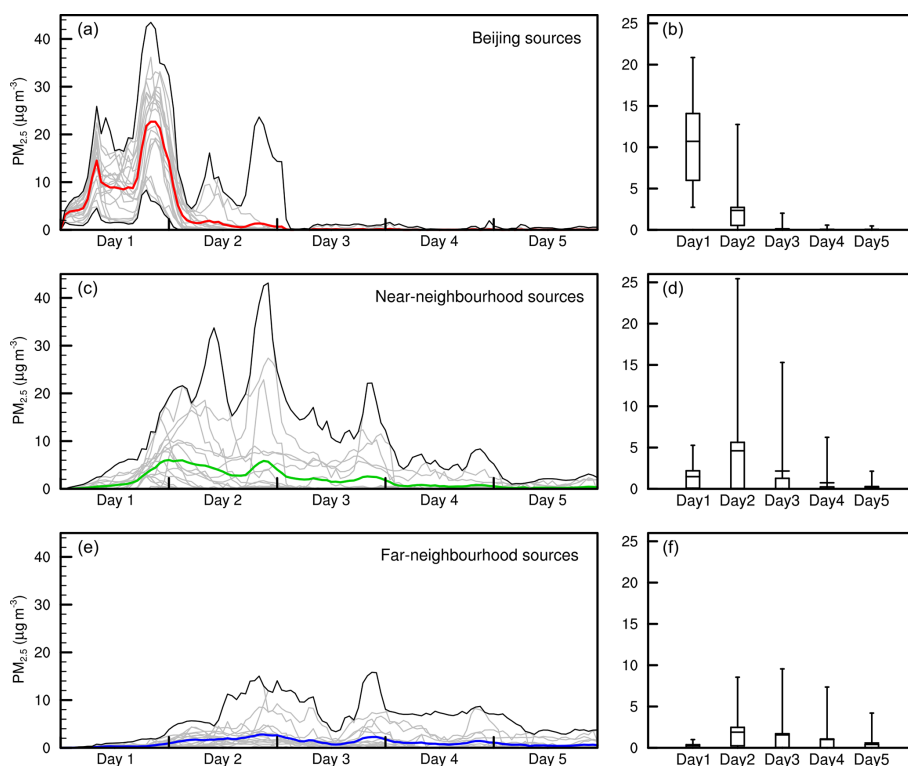 (a)
Beijing sources
PM2.5 (µg m-3)
40
30
20
10
0
Day 1 Day 2 Day 3 Day 4 Day 5
(b)
25
20
15
10
5
0
Day1 Day2 Day3 Day4 Day5
(c)
Near-neighbourhood sources
PM2.5 (µg m-3)
40
30
20
10
0
Day 1 Day 2 Day 3 Day 4 Day 5
(d)
25
20
15
10
5
0
Day1 Day2 Day3 Day4 Day5
(e)
Far-neighbourhood sources
PM2.5 (µg m-3)
40
30
20
10
0
Day 1 Day 2 Day 3 Day 4 Day 5
(f)
25
20
15
10
5
0
Day1 Day2 Day3 Day4 Day5